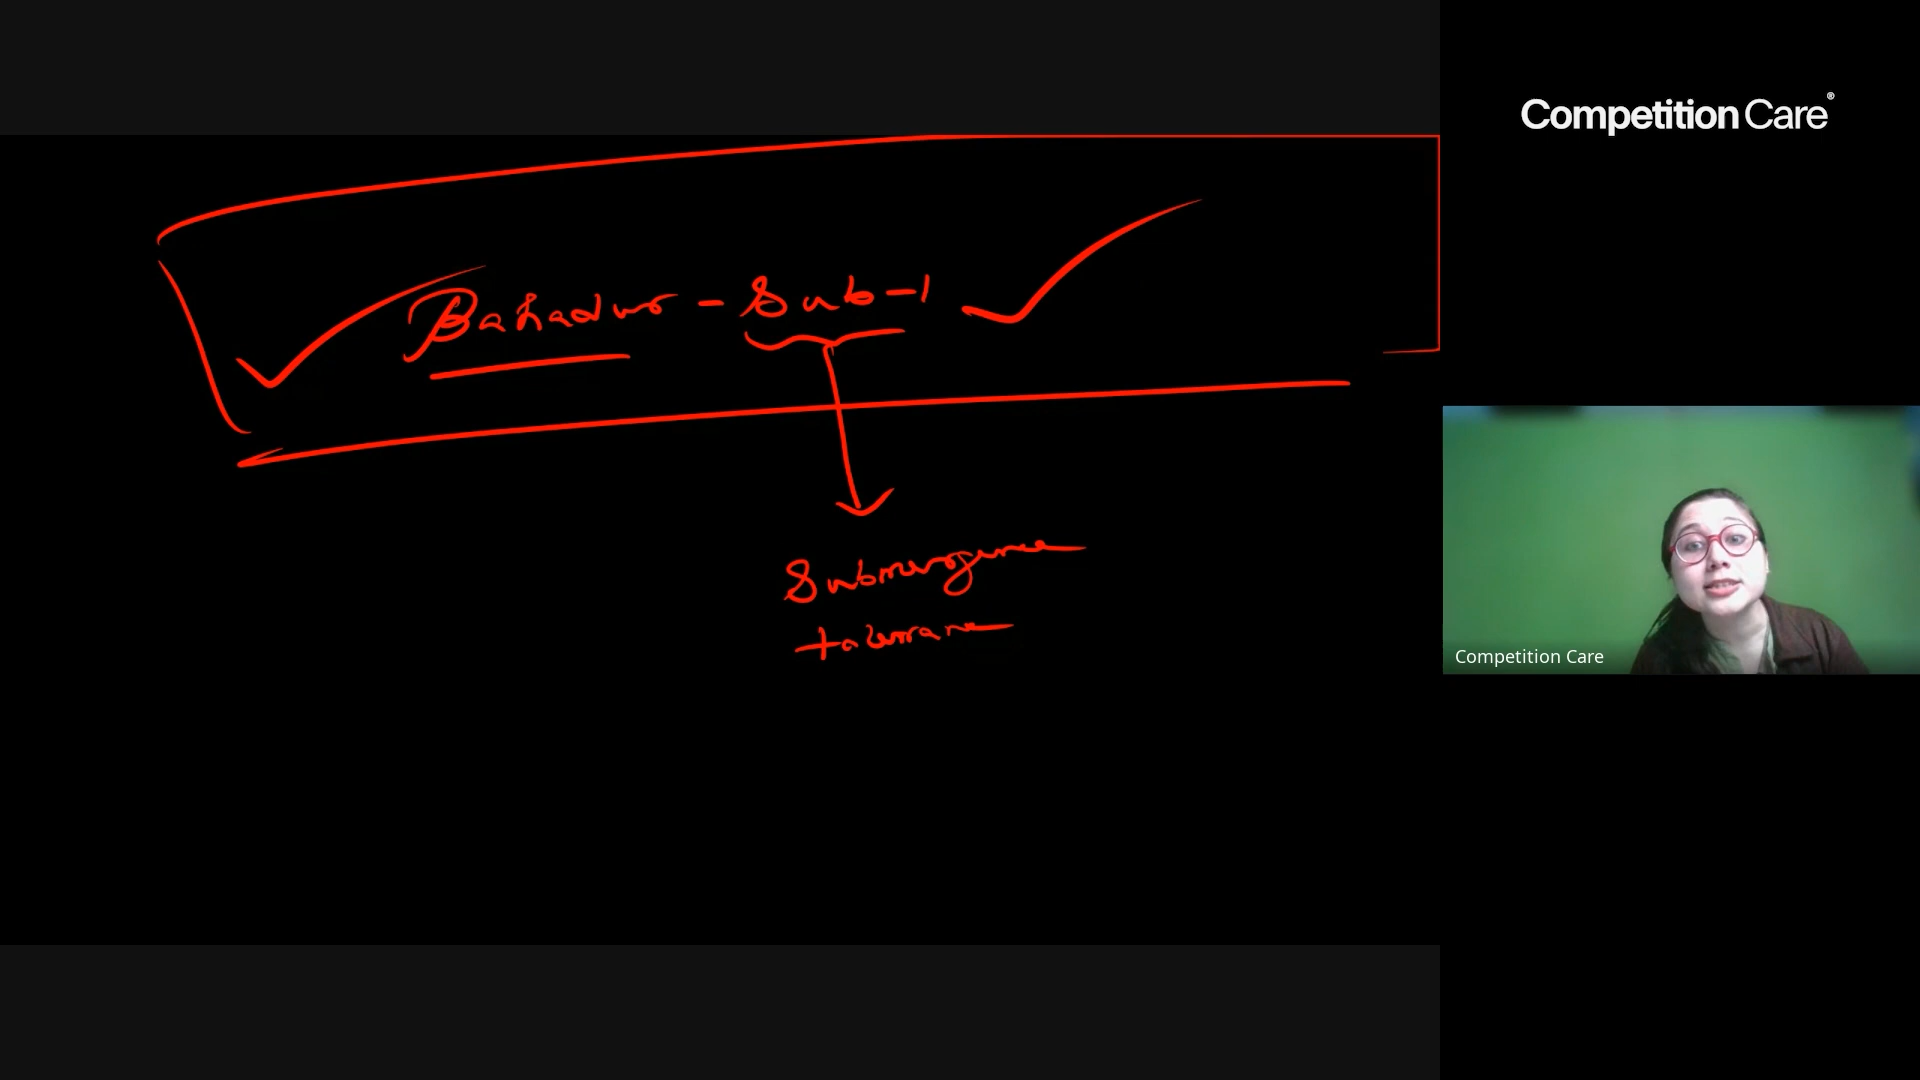 Competition Care®
Bahadur - Sub-1
Submergence
tolerance
Competition Care